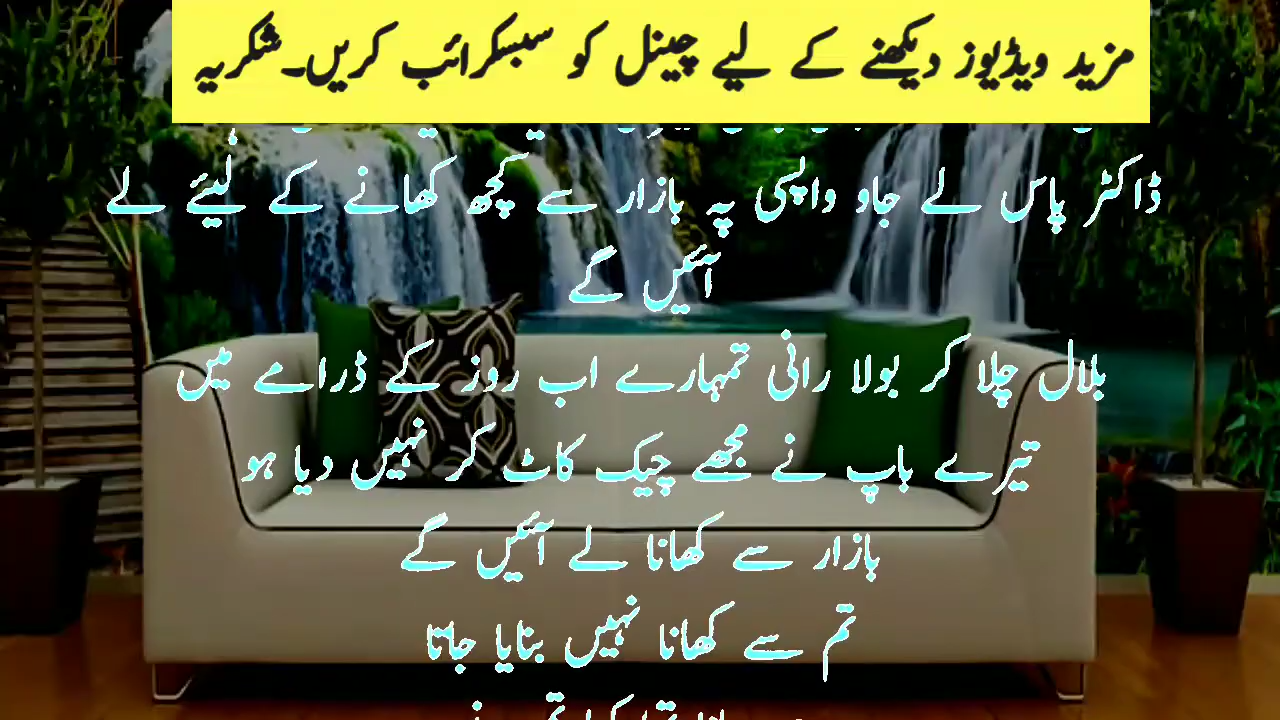 مزید ویڈیوز دیکھنے کے لیے چینل کو سبسکرائب کریں۔شکریہ
ڈاکٹر پاس لے جاو واپسی پہ بازار سے کچھ کھانے کے لیئے لے
آئیں گے
بلال چلا کر بولا رانی تمہارے اب روز کے ڈرامے میں
تیرے باپ نے مجھے چیک کاٹ کر نہیں دیا ہو
بازار سے کھانا لے آئیں گے
تم سے کھانا نہیں بنایا جاتا